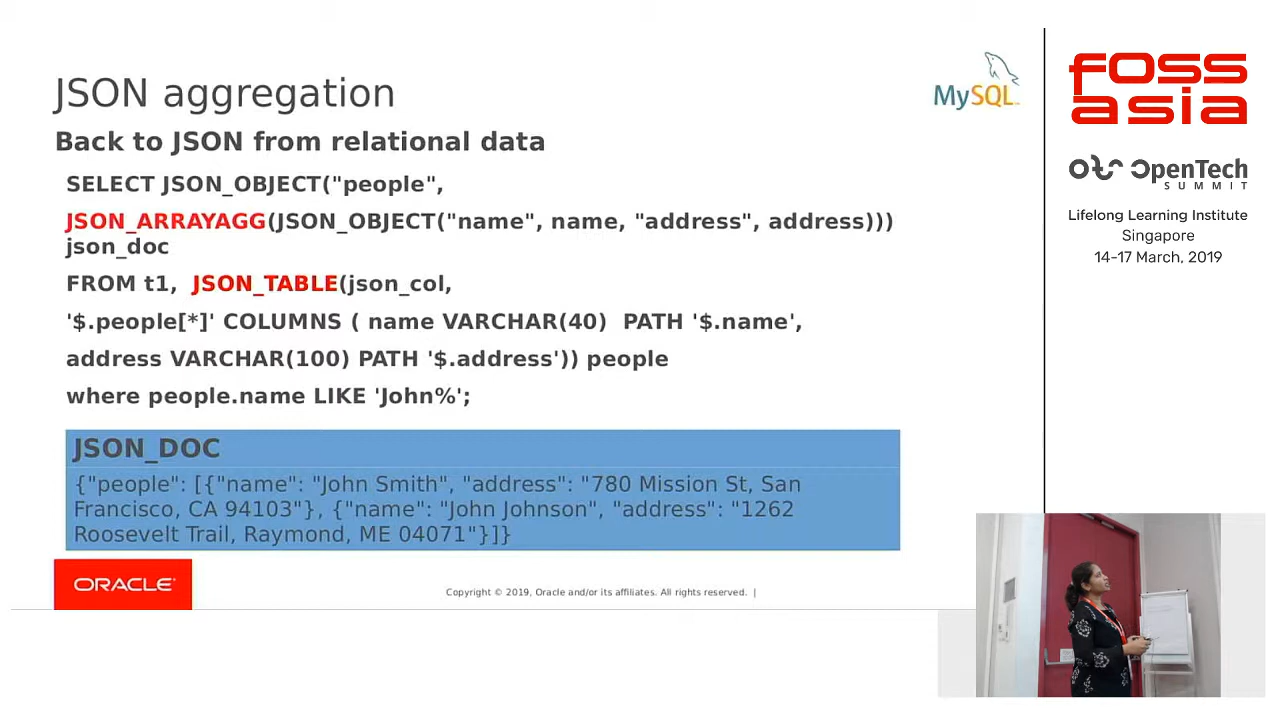 JSON aggregation
MySQL
Back to JSON from relational data
SELECT JSON_OBJECT("people",
JSON_ARRAYAGG(JSON_OBJECT("name", name, "address", address)))
json_doc
FROM t1,  JSON_TABLE(json_col,
'$.people[*]' COLUMNS ( name VARCHAR(40)  PATH '$.name',
address VARCHAR(100) PATH '$.address')) people
where people.name LIKE 'John%';
JSON_DOC
{"people": [{"name": "John Smith", "address": "780 Mission St, San
Francisco, CA 94103"}, {"name": "John Johnson", "address": "1262
Roosevelt Trail, Raymond, ME 04071"}]}
ORACLE
Copyright © 2019, Oracle and/or its affiliates. All rights reserved.  |
FOSS
asia
OpenTech
SUMMIT
Lifelong Learning Institute
Singapore
14-17 March, 2019